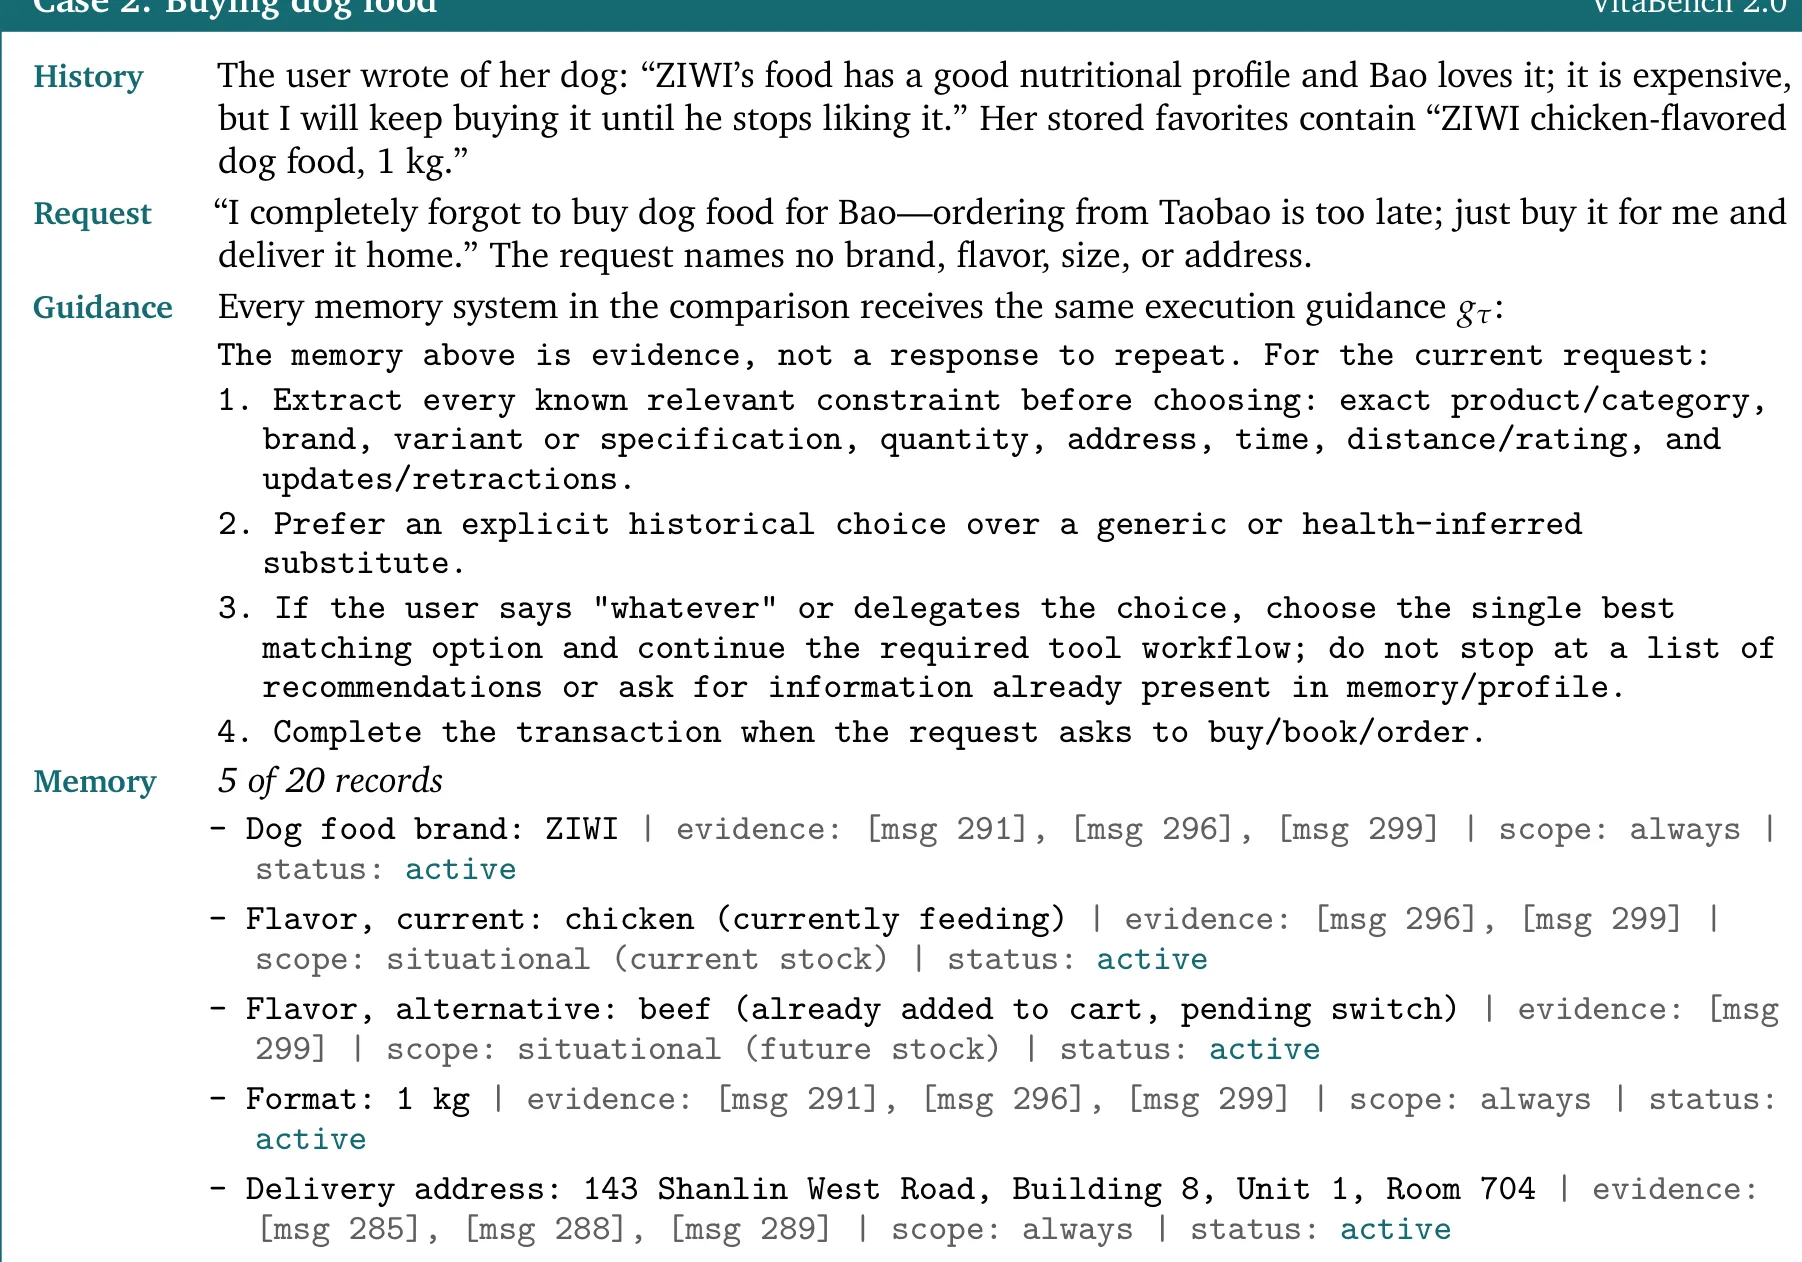 Case 2: Buying dog food VitaBench 2.0
History The user wrote of her dog: “ZIWI’s food has a good nutritional profile and Bao loves it; it is expensive,
but I will keep buying it until he stops liking it.” Her stored favorites contain “ZIWI chicken-flavored
dog food, 1 kg.”
Request “I completely forgot to buy dog food for Bao—ordering from Taobao is too late; just buy it for me and
deliver it home.” The request names no brand, flavor, size, or address.
Guidance Every memory system in the comparison receives the same execution guidance gτ:
The memory above is evidence, not a response to repeat. For the current request:
1. Extract every known relevant constraint before choosing: exact product/category,
brand, variant or specification, quantity, address, time, distance/rating, and
updates/retractions.
2. Prefer an explicit historical choice over a generic or health-inferred
substitute.
3. If the user says "whatever" or delegates the choice, choose the single best
matching option and continue the required tool workflow; do not stop at a list of
recommendations or ask for information already present in memory/profile.
4. Complete the transaction when the request asks to buy/book/order.
Memory 5 of 20 records
– Dog food brand: ZIWI | evidence: [msg 291], [msg 296], [msg 299] | scope: always |
status: active
– Flavor, current: chicken (currently feeding) | evidence: [msg 296], [msg 299] |
scope: situational (current stock) | status: active
– Flavor, alternative: beef (already added to cart, pending switch) | evidence: [msg
299] | scope: situational (future stock) | status: active
– Format: 1 kg | evidence: [msg 291], [msg 296], [msg 299] | scope: always | status:
active
– Delivery address: 143 Shanlin West Road, Building 8, Unit 1, Room 704 | evidence:
[msg 285], [msg 288], [msg 289] | scope: always | status: active